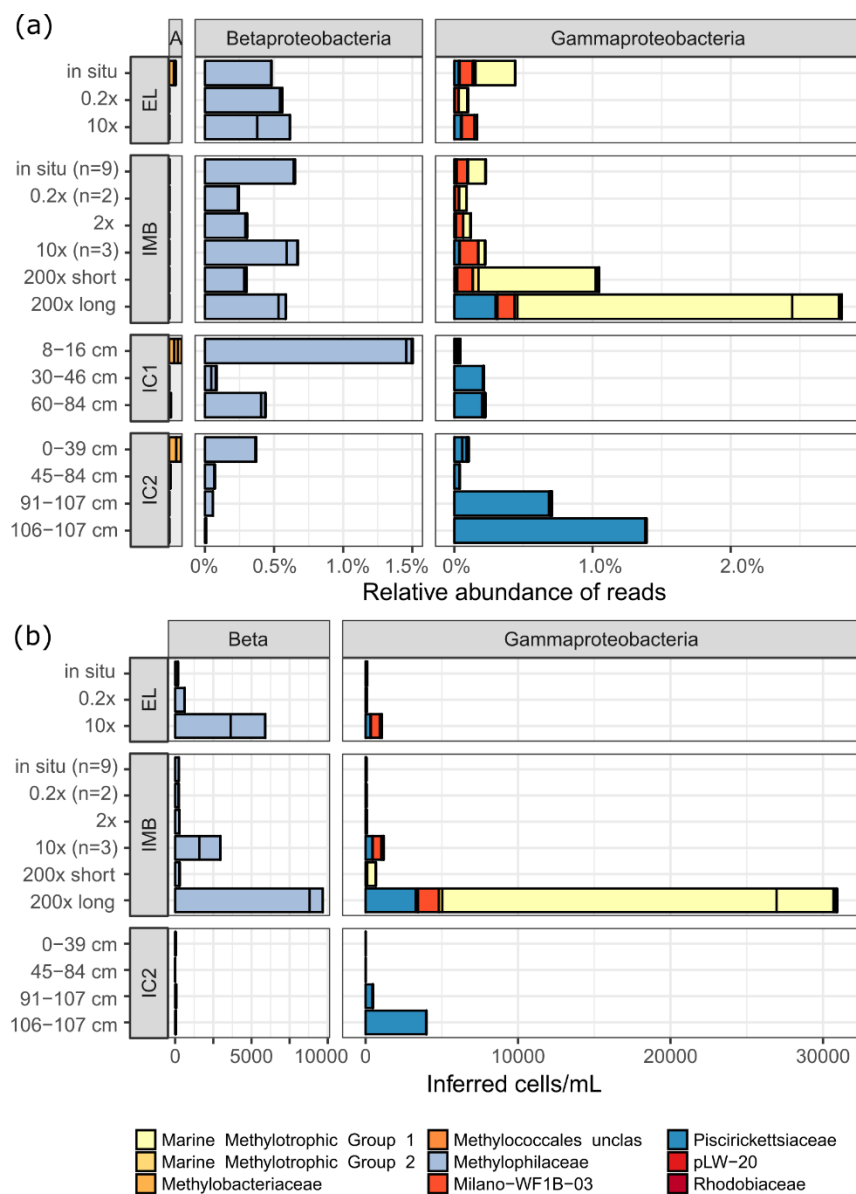 (a)
A
Betaproteobacteria
Gammaproteobacteria
EL
in situ
0.2x
10x
IMB
in situ (n=9)
0.2x (n=2)
2x
10x (n=3)
200x short
200x long
IC1
8−16 cm
30−46 cm
60−84 cm
IC2
0−39 cm
45−84 cm
91−107 cm
106−107 cm
0% 0.5% 1.0% 1.5% 0% 1.0% 2.0%
Relative abundance of reads
(b)
Beta
Gammaproteobacteria
EL
in situ
0.2x
10x
IMB
in situ (n=9)
0.2x (n=2)
2x
10x (n=3)
200x short
200x long
IC2
0−39 cm
45−84 cm
91−107 cm
106−107 cm
0 5000 10000 0 10000 20000 30000
Inferred cells/mL
Marine Methylotrophic Group 1
Marine Methylotrophic Group 2
Methylobacteriaceae
Methylococcales unclas
Methylophilaceae
Milano−WF1B−03
Piscirickettsiaceae
pLW−20
Rhodobiaceae